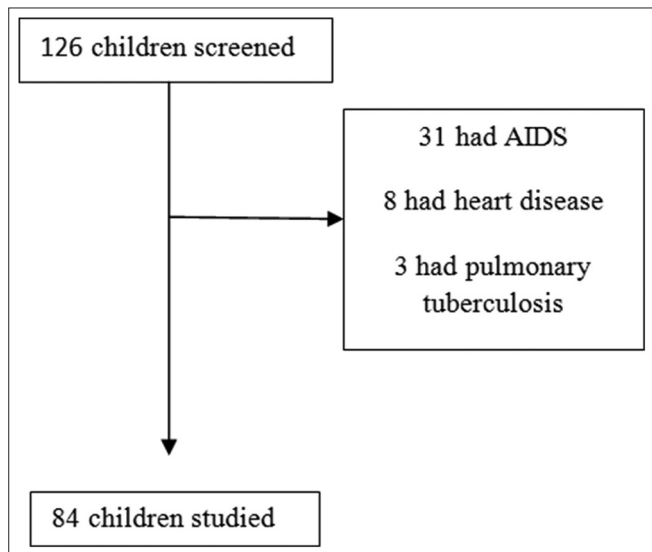 126 children screened
31 had AIDS
8 had heart disease
3 had pulmonary
tuberculosis
84 children studied